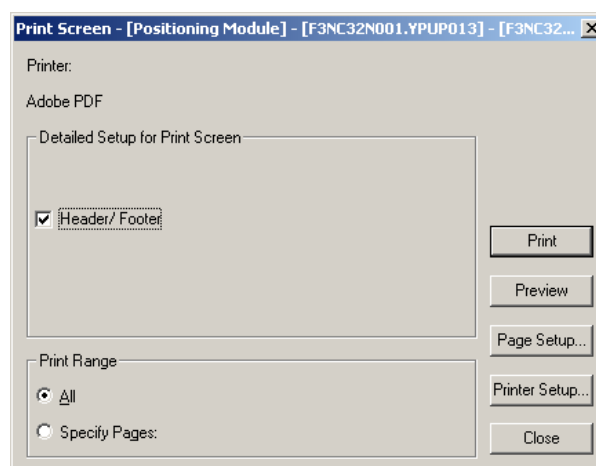 Print Screen - [Positioning Module] - [F3NC32N001.YPUP013] - [F3NC32...
Printer:
Adobe PDF
Detailed Setup for Print Screen
Header/ Footer
Print
Preview
Page Setup...
Print Range
All
Printer Setup...
Specify Pages:
Close